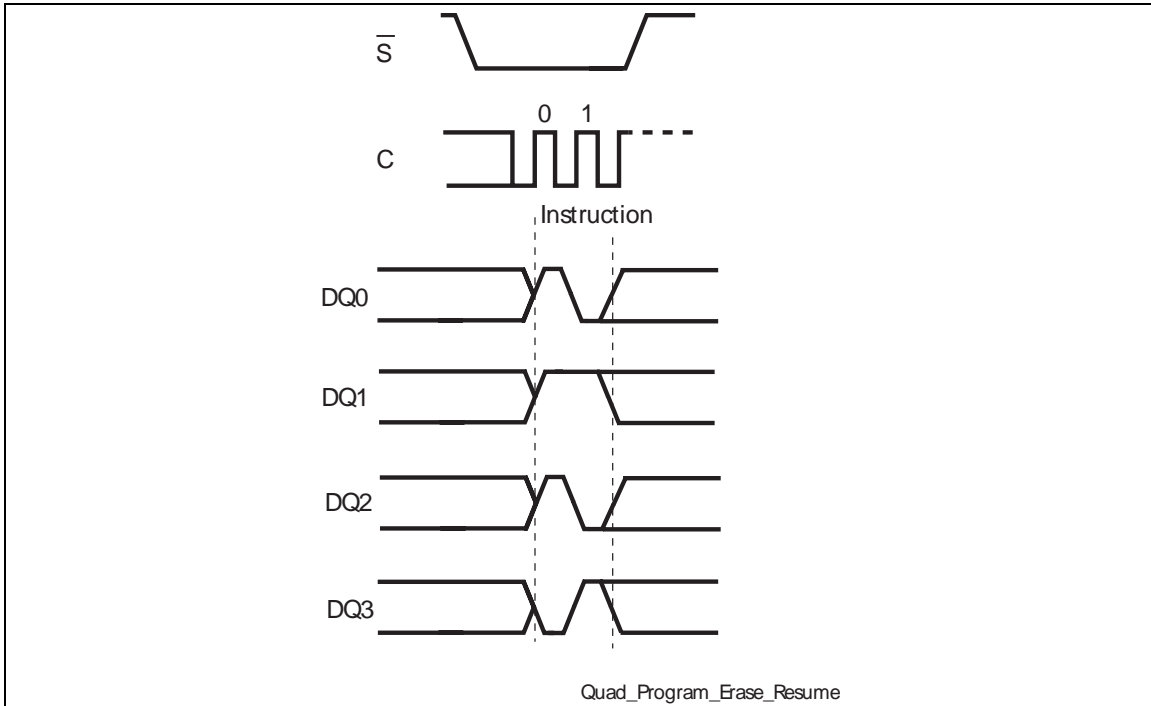 S
0 1
C
Instruction
DQ0
DQ1
DQ2
DQ3
Quad_Program_Erase_Resume